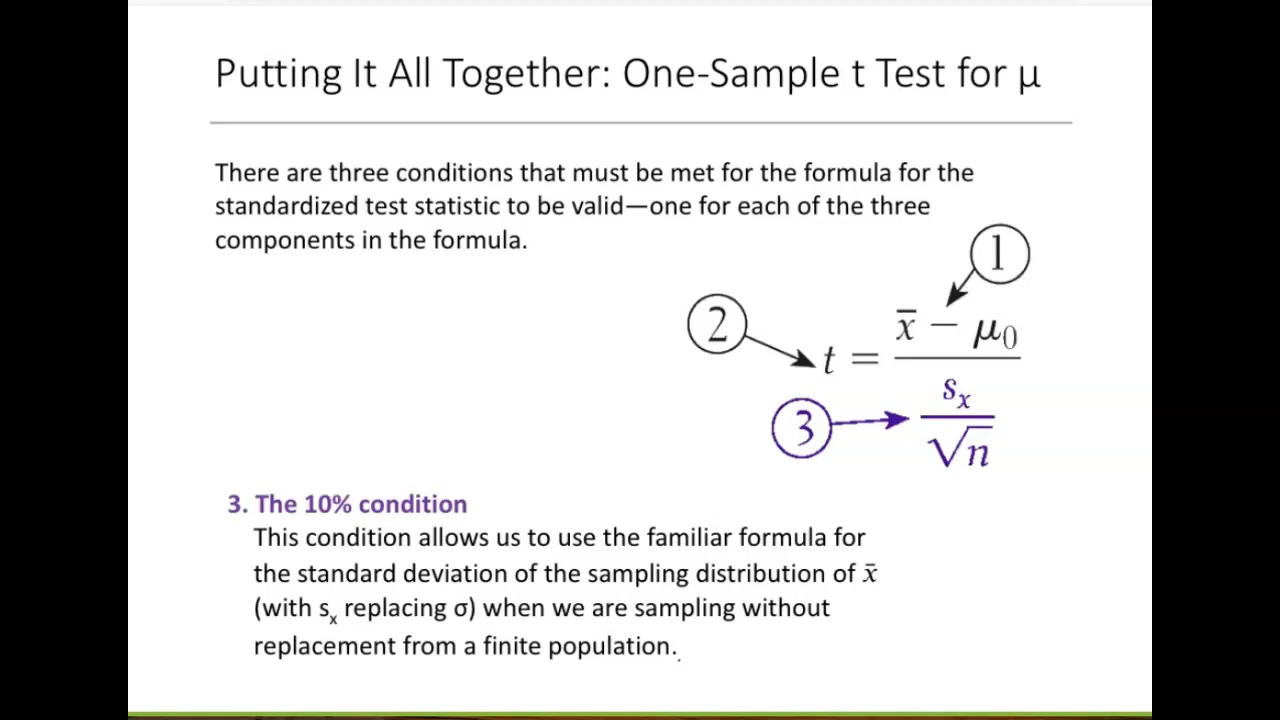 Putting It All Together: One-Sample t Test for μ
There are three conditions that must be met for the formula for the
standardized test statistic to be valid—one for each of the three
components in the formula.
1
2
t = (x̄ − μ₀) / (sₓ / √n)
3
3. The 10% condition
This condition allows us to use the familiar formula for
the standard deviation of the sampling distribution of x̄
(with sₓ replacing σ) when we are sampling without
replacement from a finite population.